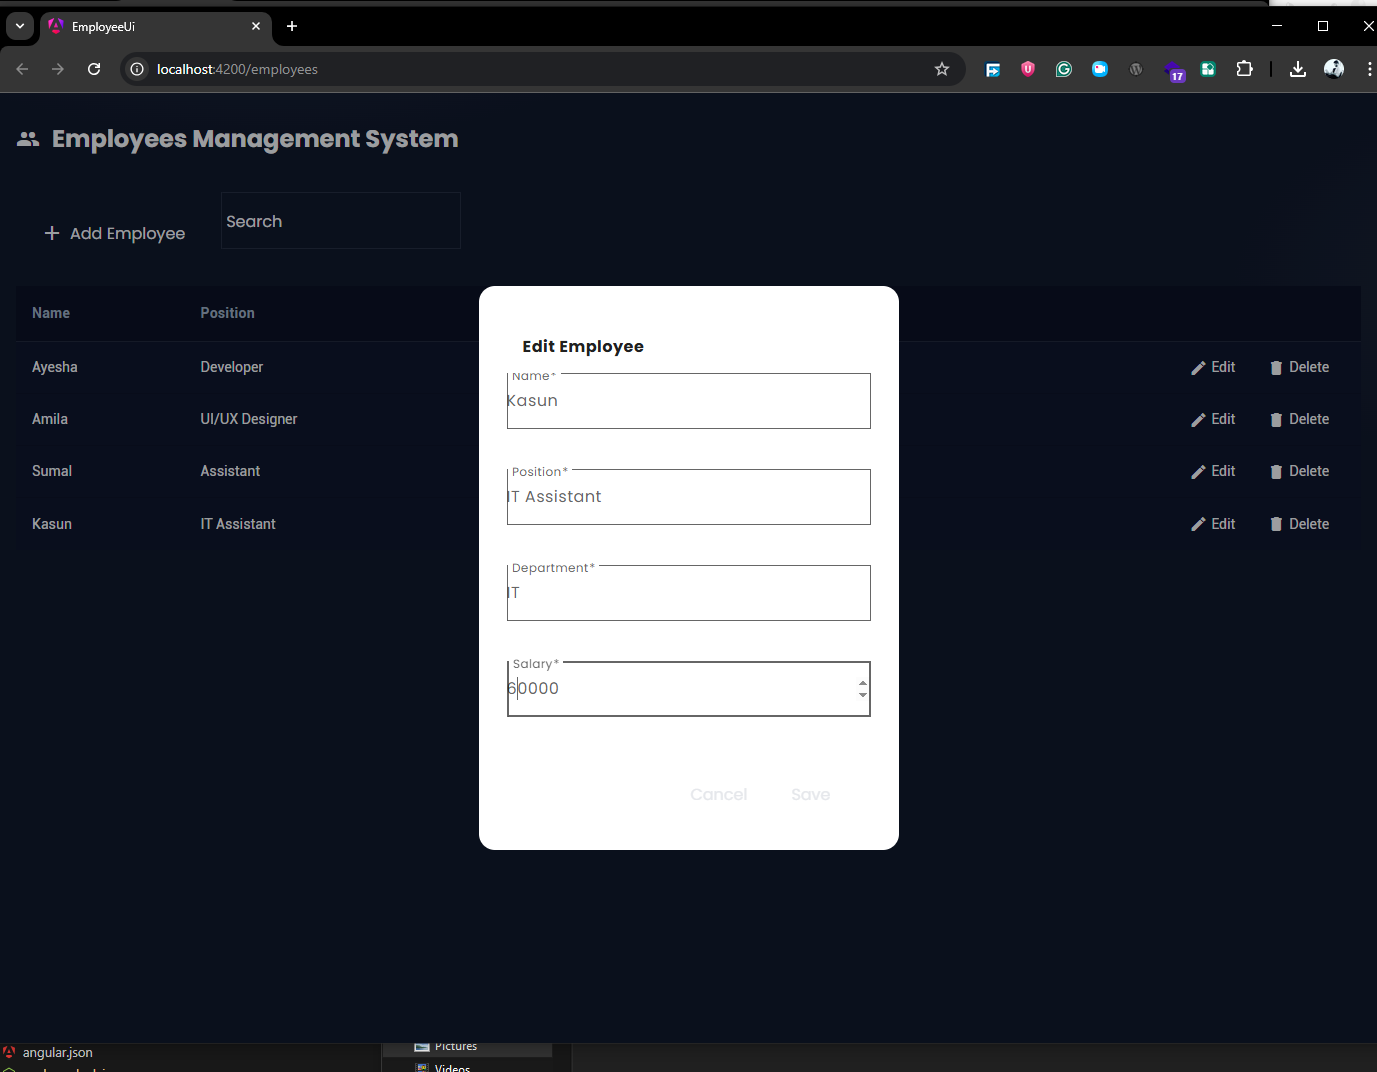 EmployeeUi
localhost:4200/employees
17
Employees Management System
Add Employee
Search
Name Position
Ayesha Developer Edit Delete
Amila UI/UX Designer Edit Delete
Sumal Assistant Edit Delete
Kasun IT Assistant Edit Delete
Edit Employee
Name*
Kasun
Position*
IT Assistant
Department*
IT
Salary*
60000
Cancel Save
angular.json
Pictures
Videos